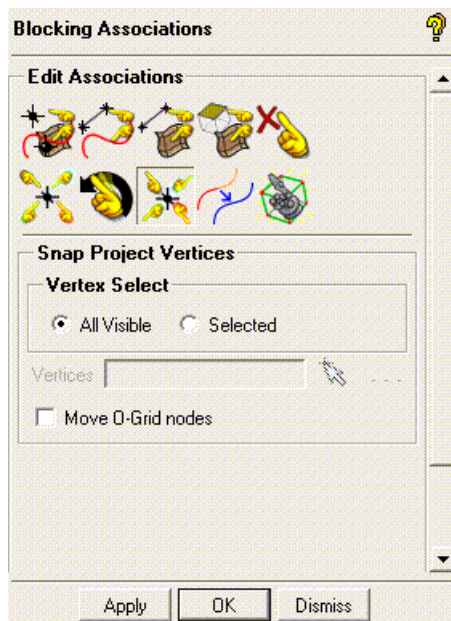 Blocking Associations
Edit Associations
Snap Project Vertices
Vertex Select
All Visible Selected
Vertices ...
Move O-Grid nodes
Apply OK Dismiss